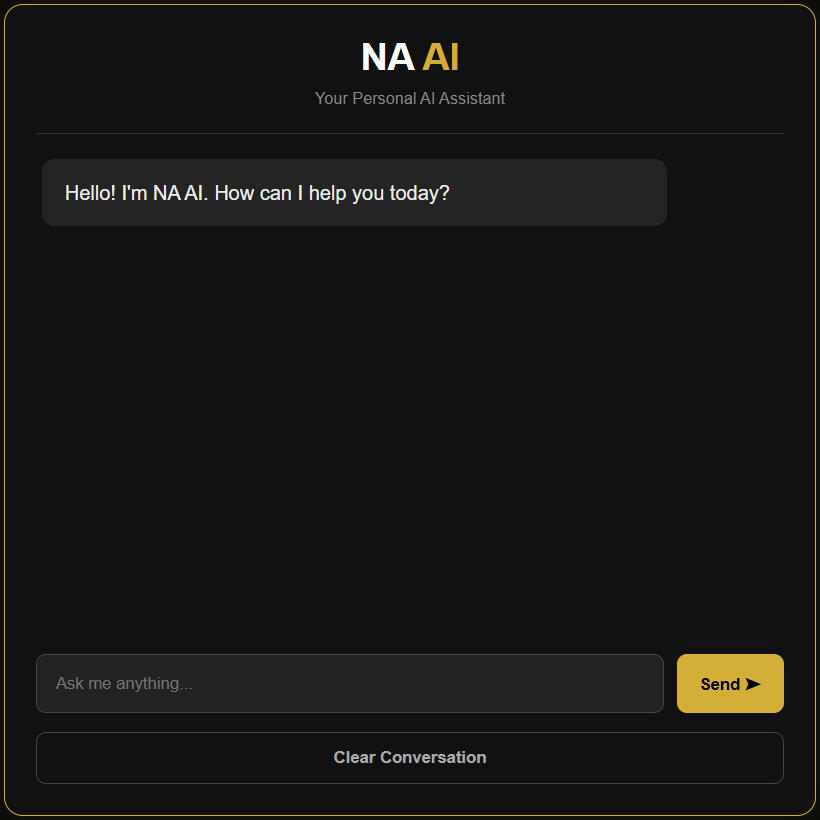 NA AI
Your Personal AI Assistant
Hello! I'm NA AI. How can I help you today?
Ask me anything...
Send ➤
Clear Conversation